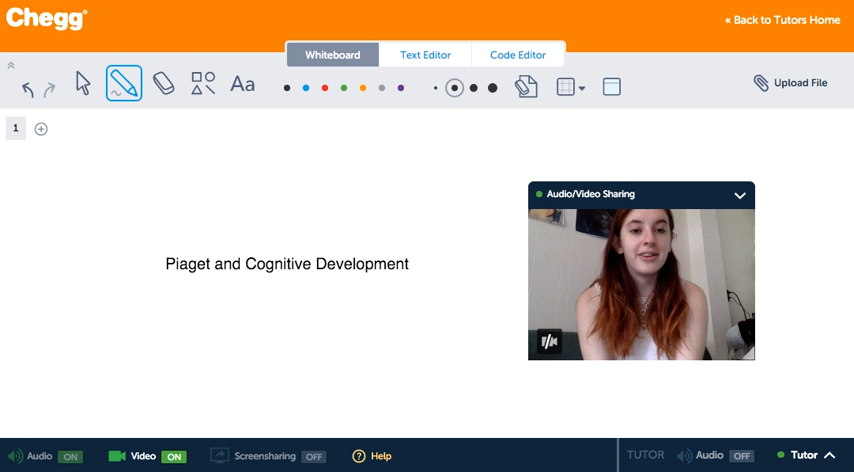 Chegg®
« Back to Tutors Home
Whiteboard Text Editor Code Editor
Aa
Upload File
1
Audio/Video Sharing
Piaget and Cognitive Development
Audio ON Video ON Screensharing OFF ? Help TUTOR Audio OFF Tutor